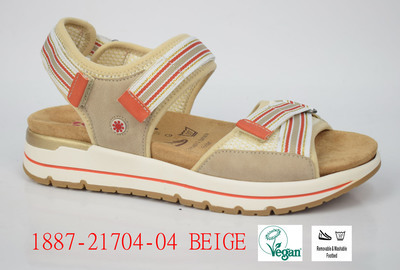 1887-21704-04 BEIGE
Vegan
Removable & Washable
Footbed